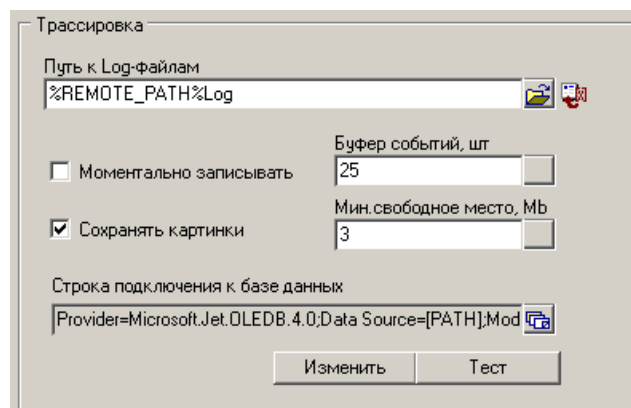 Трассировка
Путь к Log-файлам
%REMOTE_PATH%Log
Буфер событий, шт
Моментально записывать
25
Мин.свободное место, Mb
Сохранять картинки
3
Строка подключения к базе данных
Provider=Microsoft.Jet.OLEDB.4.0;Data Source=[PATH];Mod
Изменить Тест